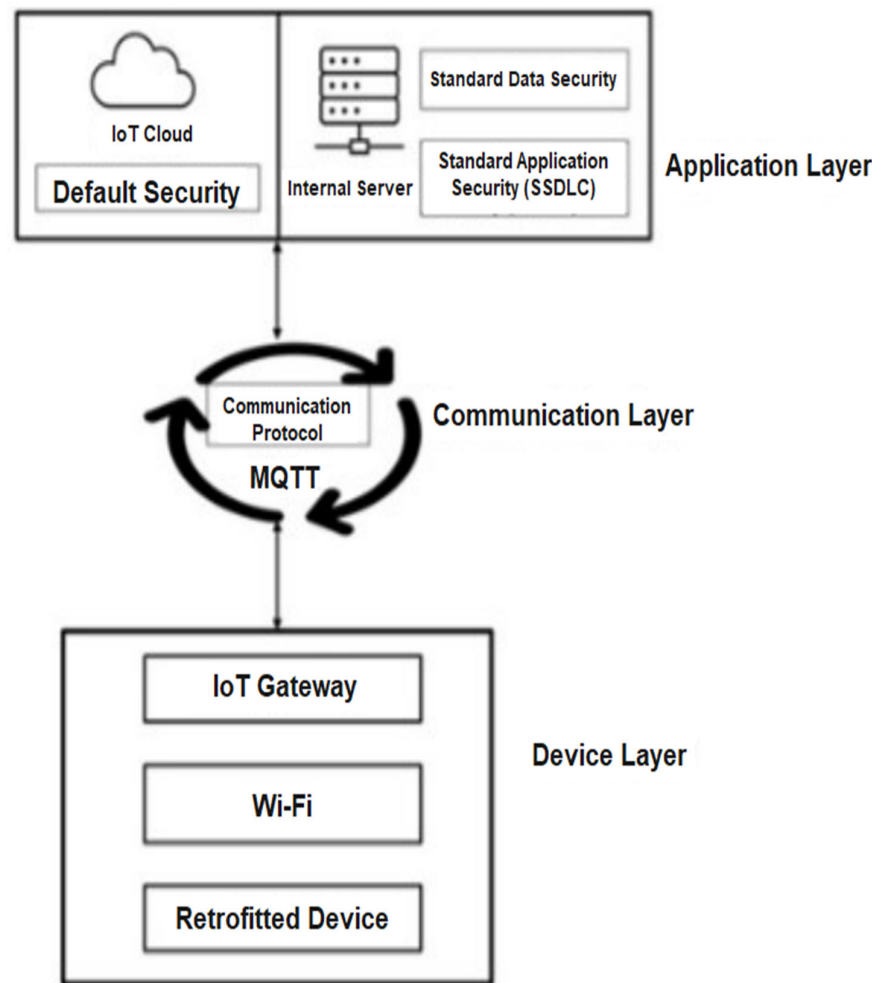 IoT Cloud
Default Security
Internal Server
Standard Data Security
Standard Application
Security (SSDLC)
Application Layer
Communication
Protocol
MQTT
Communication Layer
IoT Gateway
Wi-Fi
Retrofitted Device
Device Layer